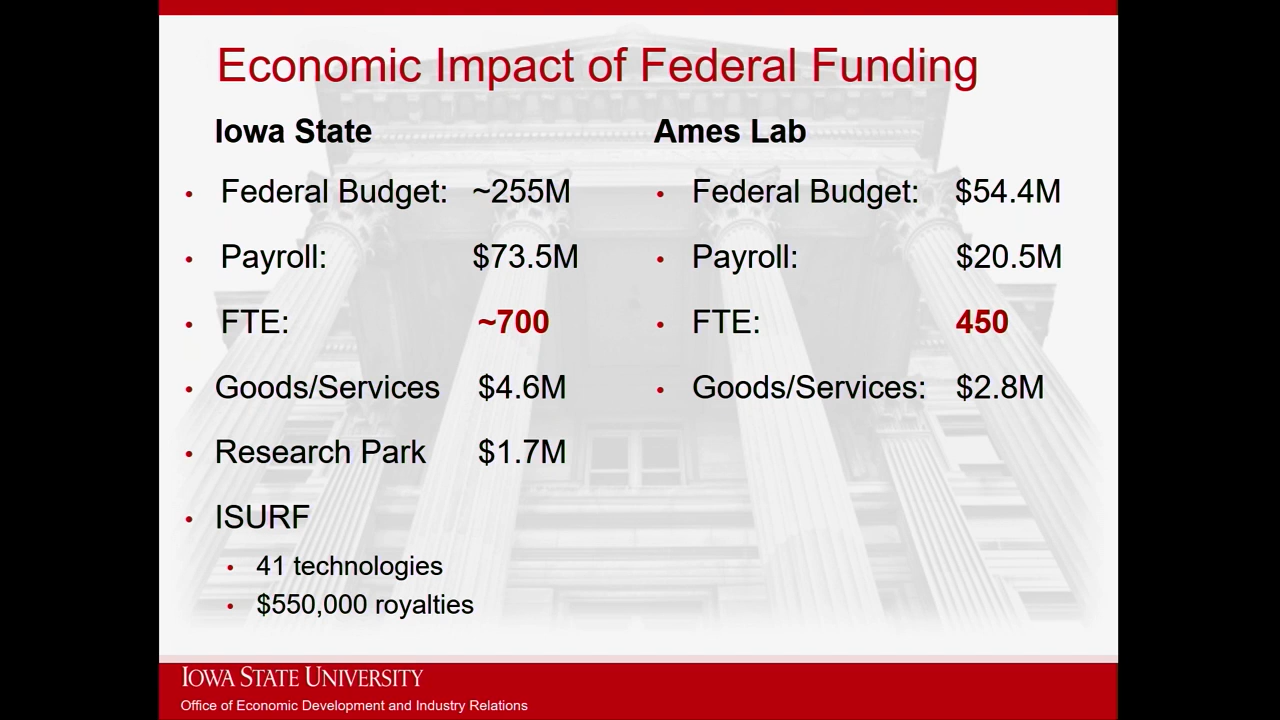 Economic Impact of Federal Funding
Iowa State
• Federal Budget: ~255M
• Payroll: $73.5M
• FTE: ~700
• Goods/Services $4.6M
• Research Park $1.7M
• ISURF
• 41 technologies
• $550,000 royalties
Ames Lab
• Federal Budget: $54.4M
• Payroll: $20.5M
• FTE: 450
• Goods/Services: $2.8M
IOWA STATE UNIVERSITY
Office of Economic Development and Industry Relations